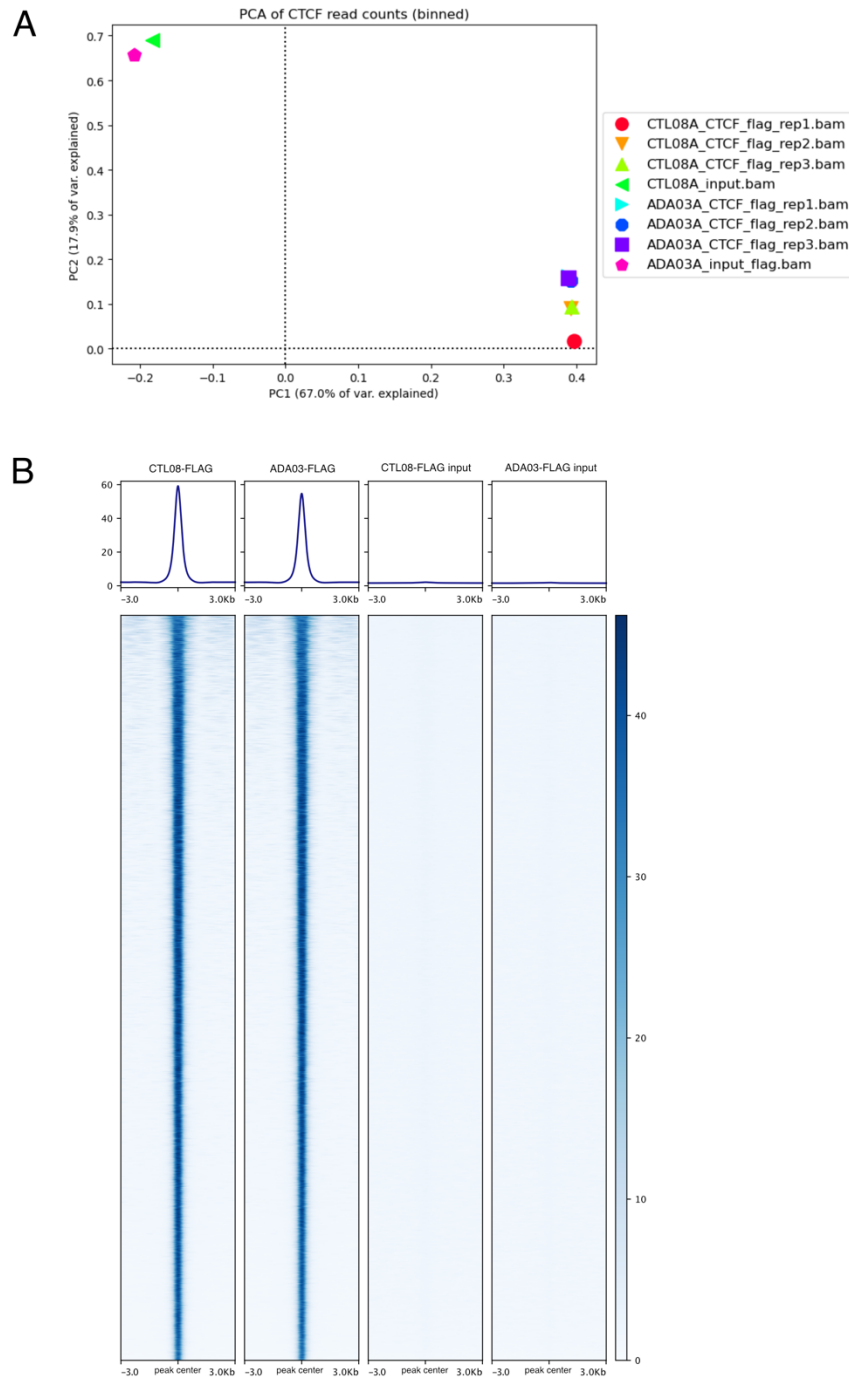 A
PCA of CTCF read counts (binned)
0.7
0.6
0.5
0.4
0.3
0.2
0.1
0.0
PC2 (17.9% of var. explained)
−0.2 −0.1 0.0 0.1 0.2 0.3 0.4
PC1 (67.0% of var. explained)
CTL08A_CTCF_flag_rep1.bam
CTL08A_CTCF_flag_rep2.bam
CTL08A_CTCF_flag_rep3.bam
CTL08A_input.bam
ADA03A_CTCF_flag_rep1.bam
ADA03A_CTCF_flag_rep2.bam
ADA03A_CTCF_flag_rep3.bam
ADA03A_input_flag.bam
B
CTL08-FLAG ADA03-FLAG CTL08-FLAG input ADA03-FLAG input
60
40
20
0
−3.0 3.0Kb −3.0 3.0Kb −3.0 3.0Kb −3.0 3.0Kb
40
30
20
10
0
−3.0 peak center 3.0Kb −3.0 peak center 3.0Kb −3.0 peak center 3.0Kb −3.0 peak center 3.0Kb